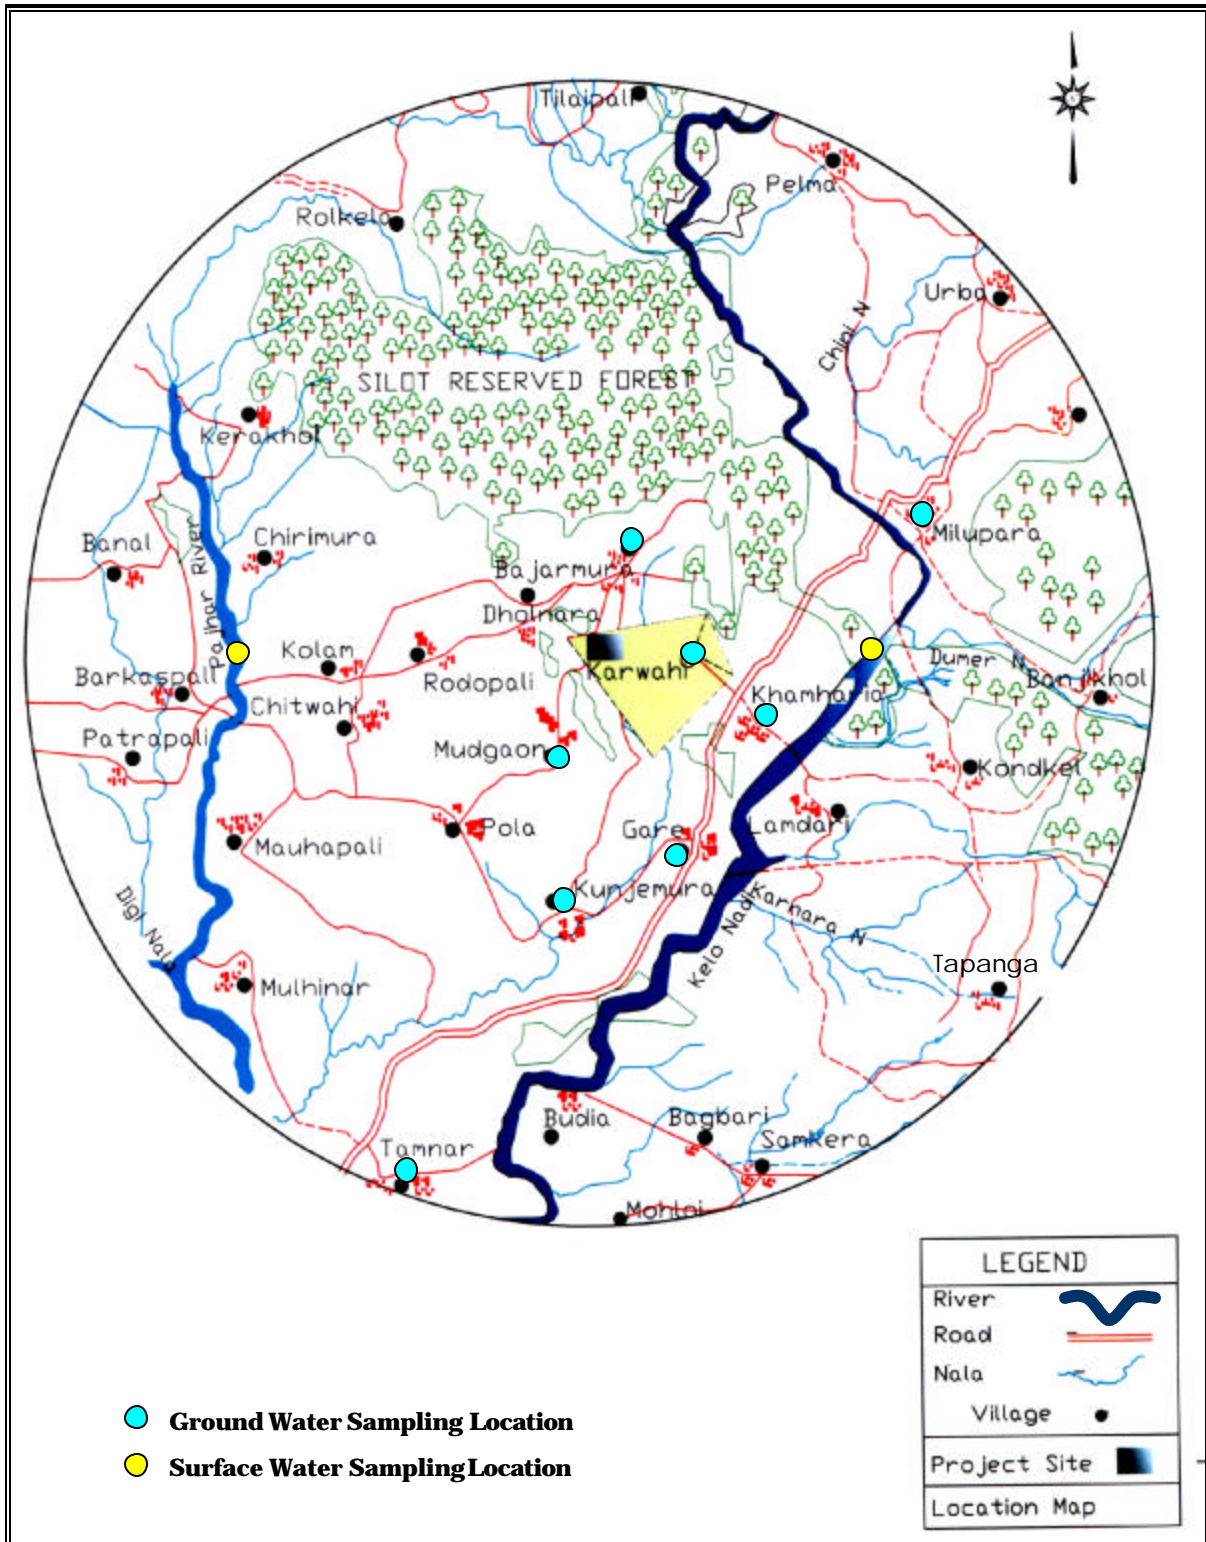 Tilaipali
Pelma
Rolkela
Urba
Chini N
SILOT RESERVED FOREST
Kerakhol
Milupara
Banal
Chirimura
Pajhar River
Bajarmura
Dholnara
Kolam
Karwahi
Dumer N
Barkaspali
Rodopali
Khamharia
Banjikhol
Chitwahi
Patrapali
Mudgaon
Kondkel
Pola
Gare
Lamdari
Mauhapali
Kunjemura
Digi Nala
Kelo Nadi
Karnara N
Tapanga
Mulhinar
Budia
Bagbari
Samkera
Tamnar
Mohloi
LEGEND
River
Road
Nala
Village
Project Site
Location Map
Ground Water Sampling Location
Surface Water Sampling Location